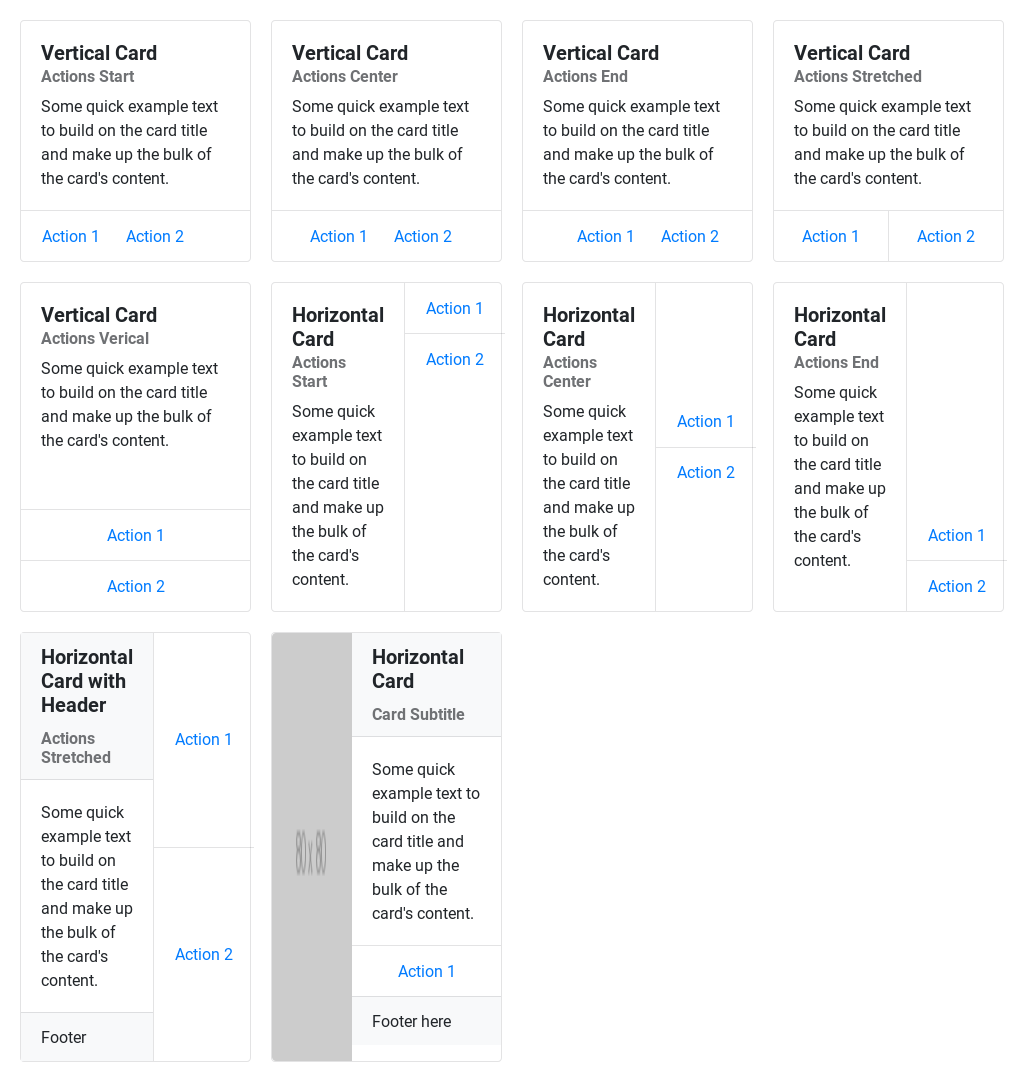 Vertical Card
Actions Start
Some quick example text
to build on the card title
and make up the bulk of
the card's content.
Action 1
Action 2
Vertical Card
Actions Center
Some quick example text
to build on the card title
and make up the bulk of
the card's content.
Action 1
Action 2
Vertical Card
Actions End
Some quick example text
to build on the card title
and make up the bulk of
the card's content.
Action 1
Action 2
Vertical Card
Actions Stretched
Some quick example text
to build on the card title
and make up the bulk of
the card's content.
Action 1
Action 2
Vertical Card
Actions Verical
Some quick example text
to build on the card title
and make up the bulk of
the card's content.
Action 1
Action 2
Horizontal
Card
Actions
Start
Some quick
example text
to build on
the card title
and make up
the bulk of
the card's
content.
Action 1
Action 2
Horizontal
Card
Actions
Center
Some quick
example text
to build on
the card title
and make up
the bulk of
the card's
content.
Action 1
Action 2
Horizontal
Card
Actions End
Some quick
example text
to build on
the card title
and make up
the bulk of
the card's
content.
Action 1
Action 2
Horizontal
Card with
Header
Actions
Stretched
Some quick
example text
to build on
the card title
and make up
the bulk of
the card's
content.
Footer
Action 1
Action 2
80 x 80
Horizontal
Card
Card Subtitle
Some quick
example text to
build on the
card title and
make up the
bulk of the
card's content.
Action 1
Footer here